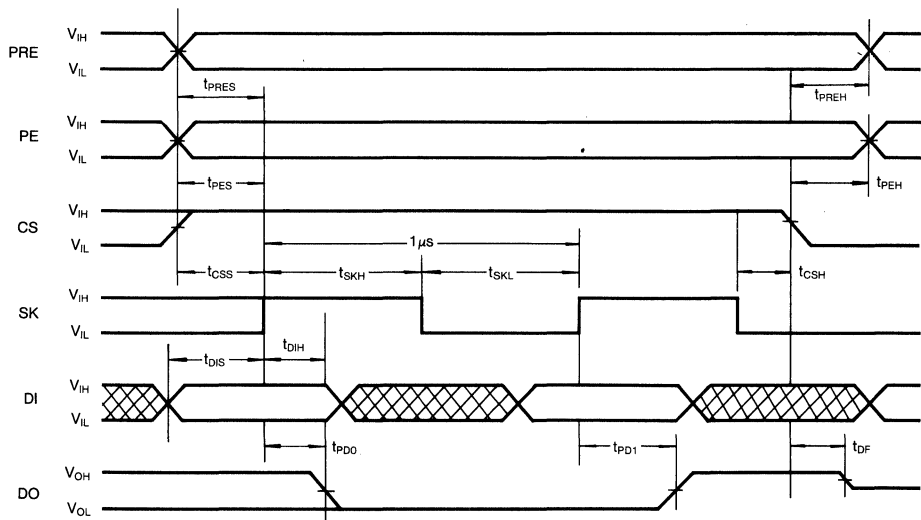 PRE
V_IH
V_IL
t_PRES
t_PREH
PE
V_IH
V_IL
t_PES
t_PEH
CS
V_IH
V_IL
1 μS
t_CSS
t_SKH
t_SKL
t_CSH
SK
V_IH
V_IL
t_DIS
t_DIH
DI
V_IH
V_IL
t_PD0
t_PD1
t_DF
DO
V_OH
V_OL